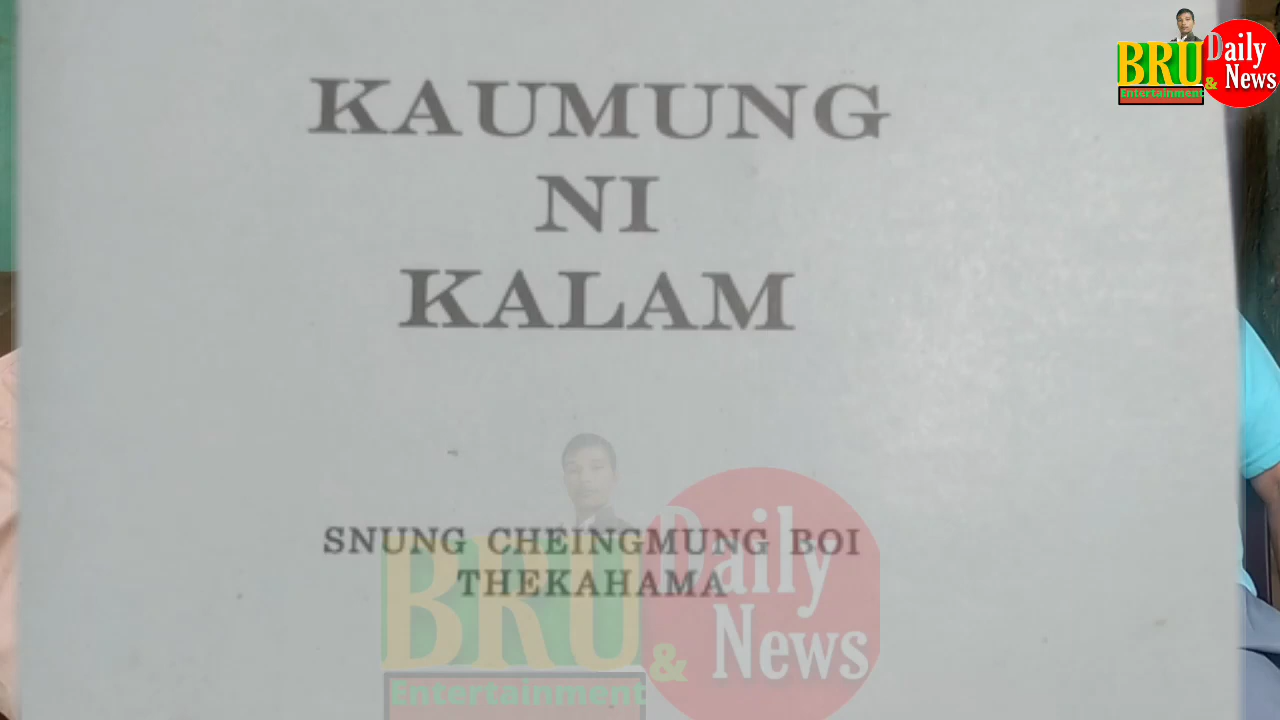 KAUMUNG
NI
KALAM
SNUNG CHEINGMUNG BOI
THEKAHAMA
BRU & Daily News
Entertainment
BRU & Daily News
Entertainment